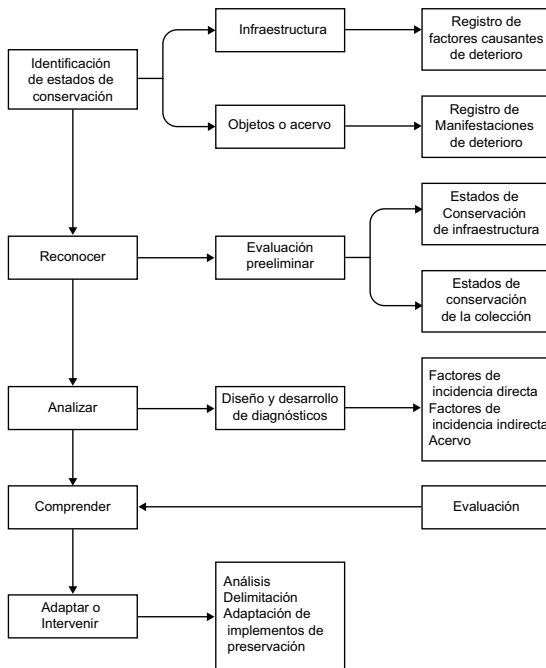 Identificación
de estados de
conservación
Infraestructura
Registro de
factores causantes
de deterioro
Objetos o acervo
Registro de
Manifestaciones
de deterioro
Reconocer
Evaluación
preeliminar
Estados de
Conservación
de infraestructura
Estados de
conservación
de la colección
Analizar
Diseño y desarrollo
de diagnósticos
Factores de
incidencia directa
Factores de
incidencia indirecta
Acervo
Comprender
Evaluación
Adaptar o
Intervenir
Análisis
Delimitación
Adaptación de
implementos de
preservación